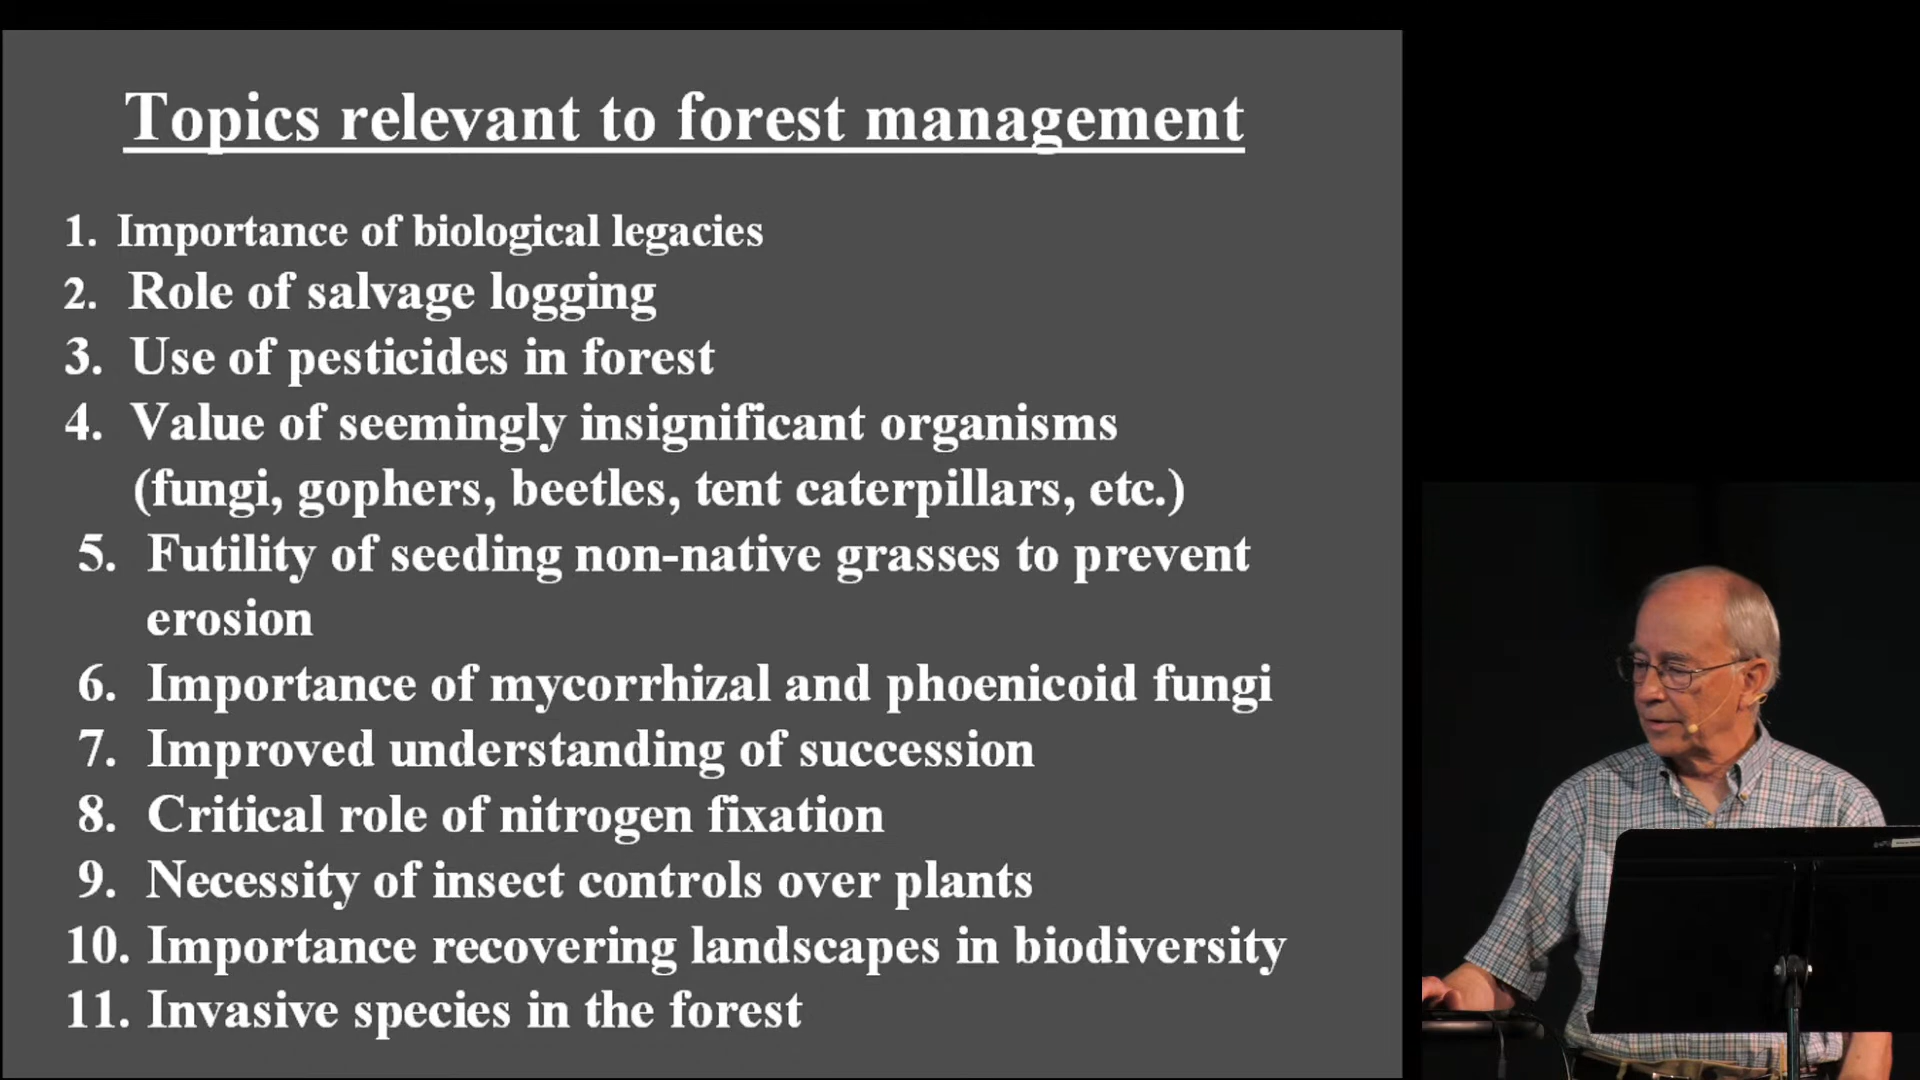 Topics relevant to forest management
1. Importance of biological legacies
2. Role of salvage logging
3. Use of pesticides in forest
4. Value of seemingly insignificant organisms
(fungi, gophers, beetles, tent caterpillars, etc.)
5. Futility of seeding non-native grasses to prevent
erosion
6. Importance of mycorrhizal and phoenicoid fungi
7. Improved understanding of succession
8. Critical role of nitrogen fixation
9. Necessity of insect controls over plants
10. Importance recovering landscapes in biodiversity
11. Invasive species in the forest